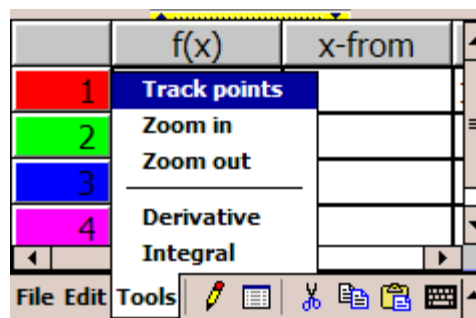 f(x) x-from
1 Track points
2 Zoom in
Zoom out
3
4 Derivative
Integral
File Edit Tools